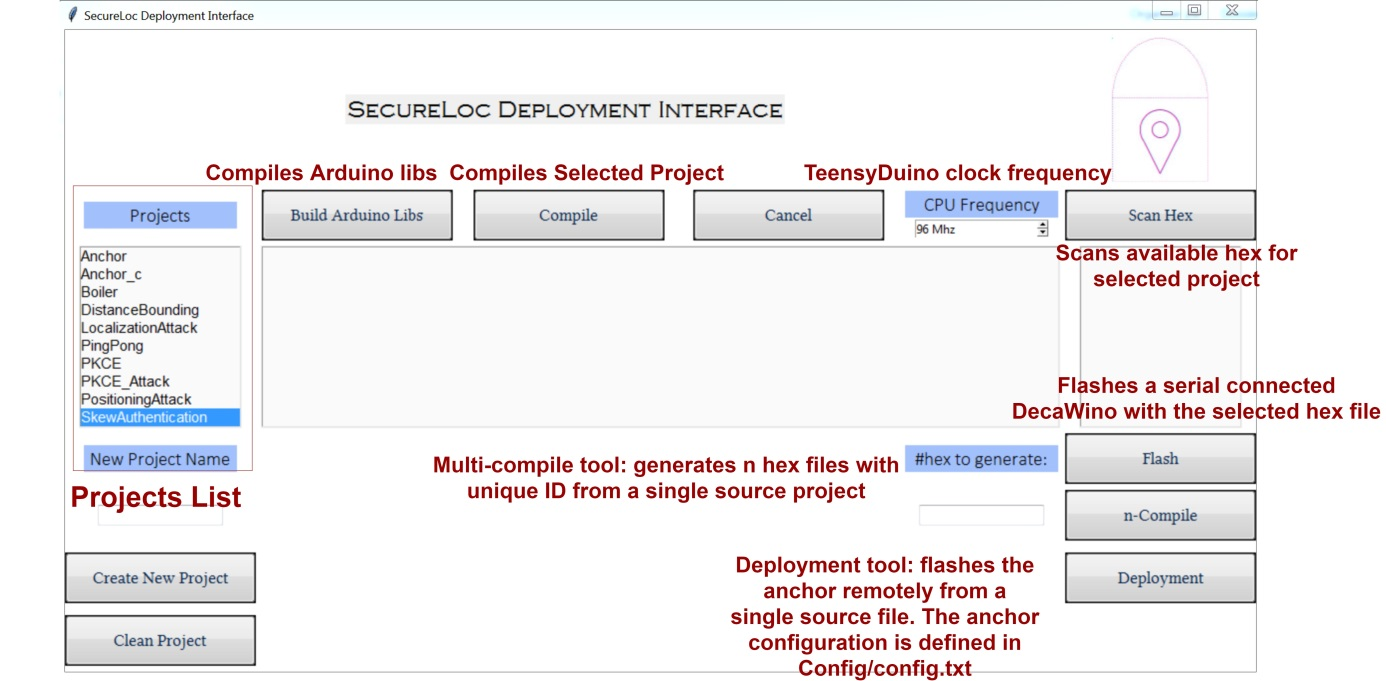 SecureLoc Deployment Interface
SecureLoc Deployment Interface
Compiles Arduino libs
Compiles Selected Project
TeensyDuino clock frequency
Projects
Build Arduino Libs
Compile
Cancel
CPU Frequency
96 Mhz
Scan Hex
Scans available hex for
selected project
Anchor
Anchor_c
Boiler
DistanceBounding
LocalizationAttack
PingPong
PKCE
PKCE_Attack
PositioningAttack
SkewAuthentication
Flashes a serial connected
DecaWino with the selected hex file
New Project Name
Projects List
Multi-compile tool: generates n hex files with
unique ID from a single source project
#hex to generate:
Flash
n-Compile
Create New Project
Clean Project
Deployment tool: flashes the
anchor remotely from a
single source file. The anchor
configuration is defined in
Config/config.txt
Deployment